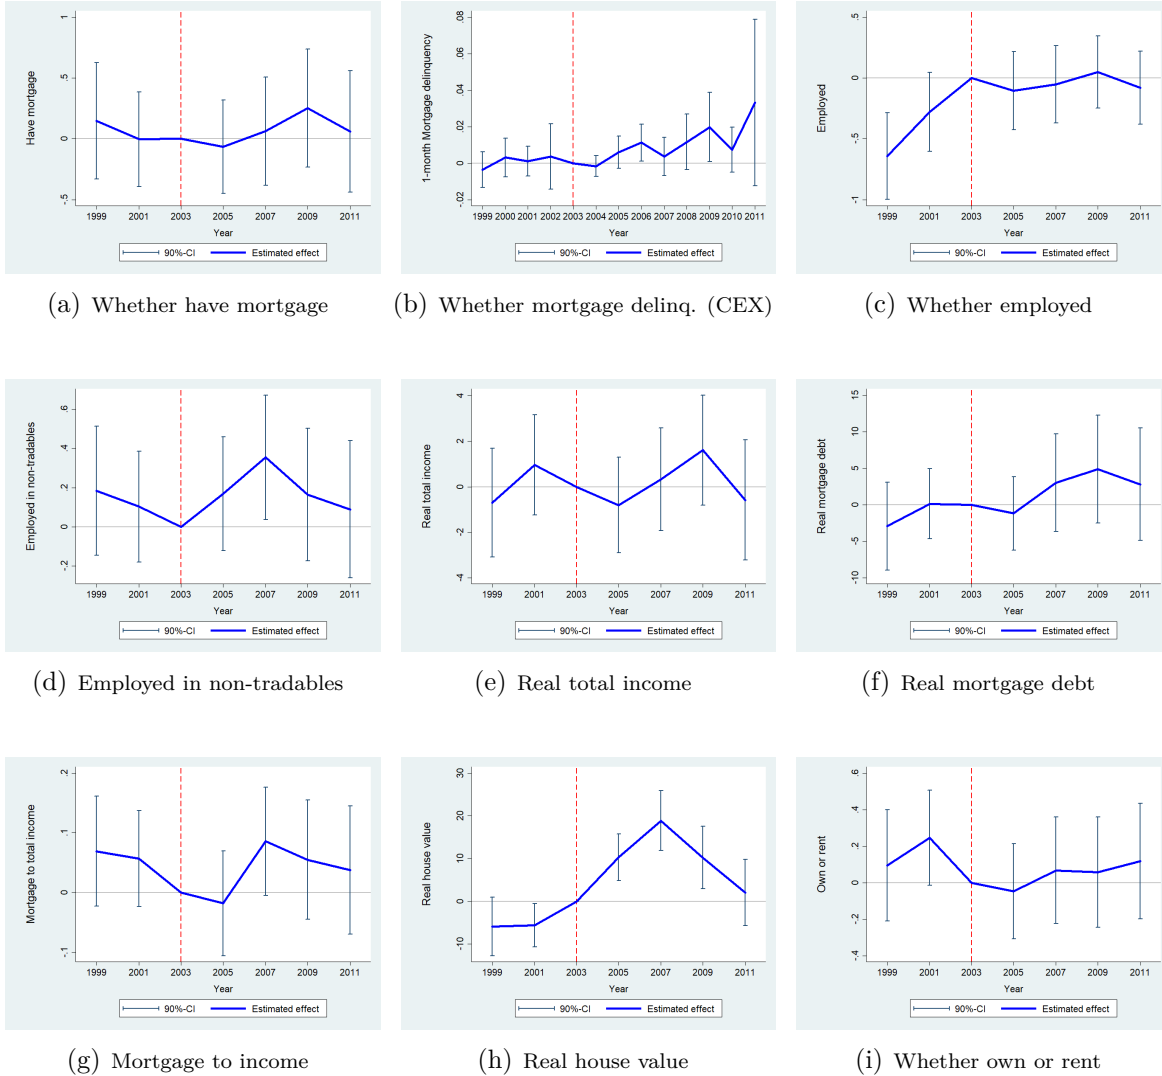 Have mortgage
1
.5
0
-.5
1999 2001 2003 2005 2007 2009 2011
Year
90%-CI Estimated effect
(a) Whether have mortgage
1-month Mortgage delinquency
.08
.06
.04
.02
0
-.02
1999 2000 2001 2002 2003 2004 2005 2006 2007 2008 2009 2010 2011
Year
90%-CI Estimated effect
(b) Whether mortgage delinq. (CEX)
Employed
.5
0
-.5
-1
1999 2001 2003 2005 2007 2009 2011
Year
90%-CI Estimated effect
(c) Whether employed
Employed in non-tradables
.6
.4
.2
0
-.2
1999 2001 2003 2005 2007 2009 2011
Year
90%-CI Estimated effect
(d) Employed in non-tradables
Real total income
4
2
0
-2
-4
1999 2001 2003 2005 2007 2009 2011
Year
90%-CI Estimated effect
(e) Real total income
Real mortgage debt
15
10
5
0
-5
-10
1999 2001 2003 2005 2007 2009 2011
Year
90%-CI Estimated effect
(f) Real mortgage debt
Mortgage to total income
.2
.1
0
-.1
1999 2001 2003 2005 2007 2009 2011
Year
90%-CI Estimated effect
(g) Mortgage to income
Real house value
30
20
10
0
-10
1999 2001 2003 2005 2007 2009 2011
Year
90%-CI Estimated effect
(h) Real house value
Own or rent
.6
.4
.2
0
-.2
-.4
1999 2001 2003 2005 2007 2009 2011
Year
90%-CI Estimated effect
(i) Whether own or rent